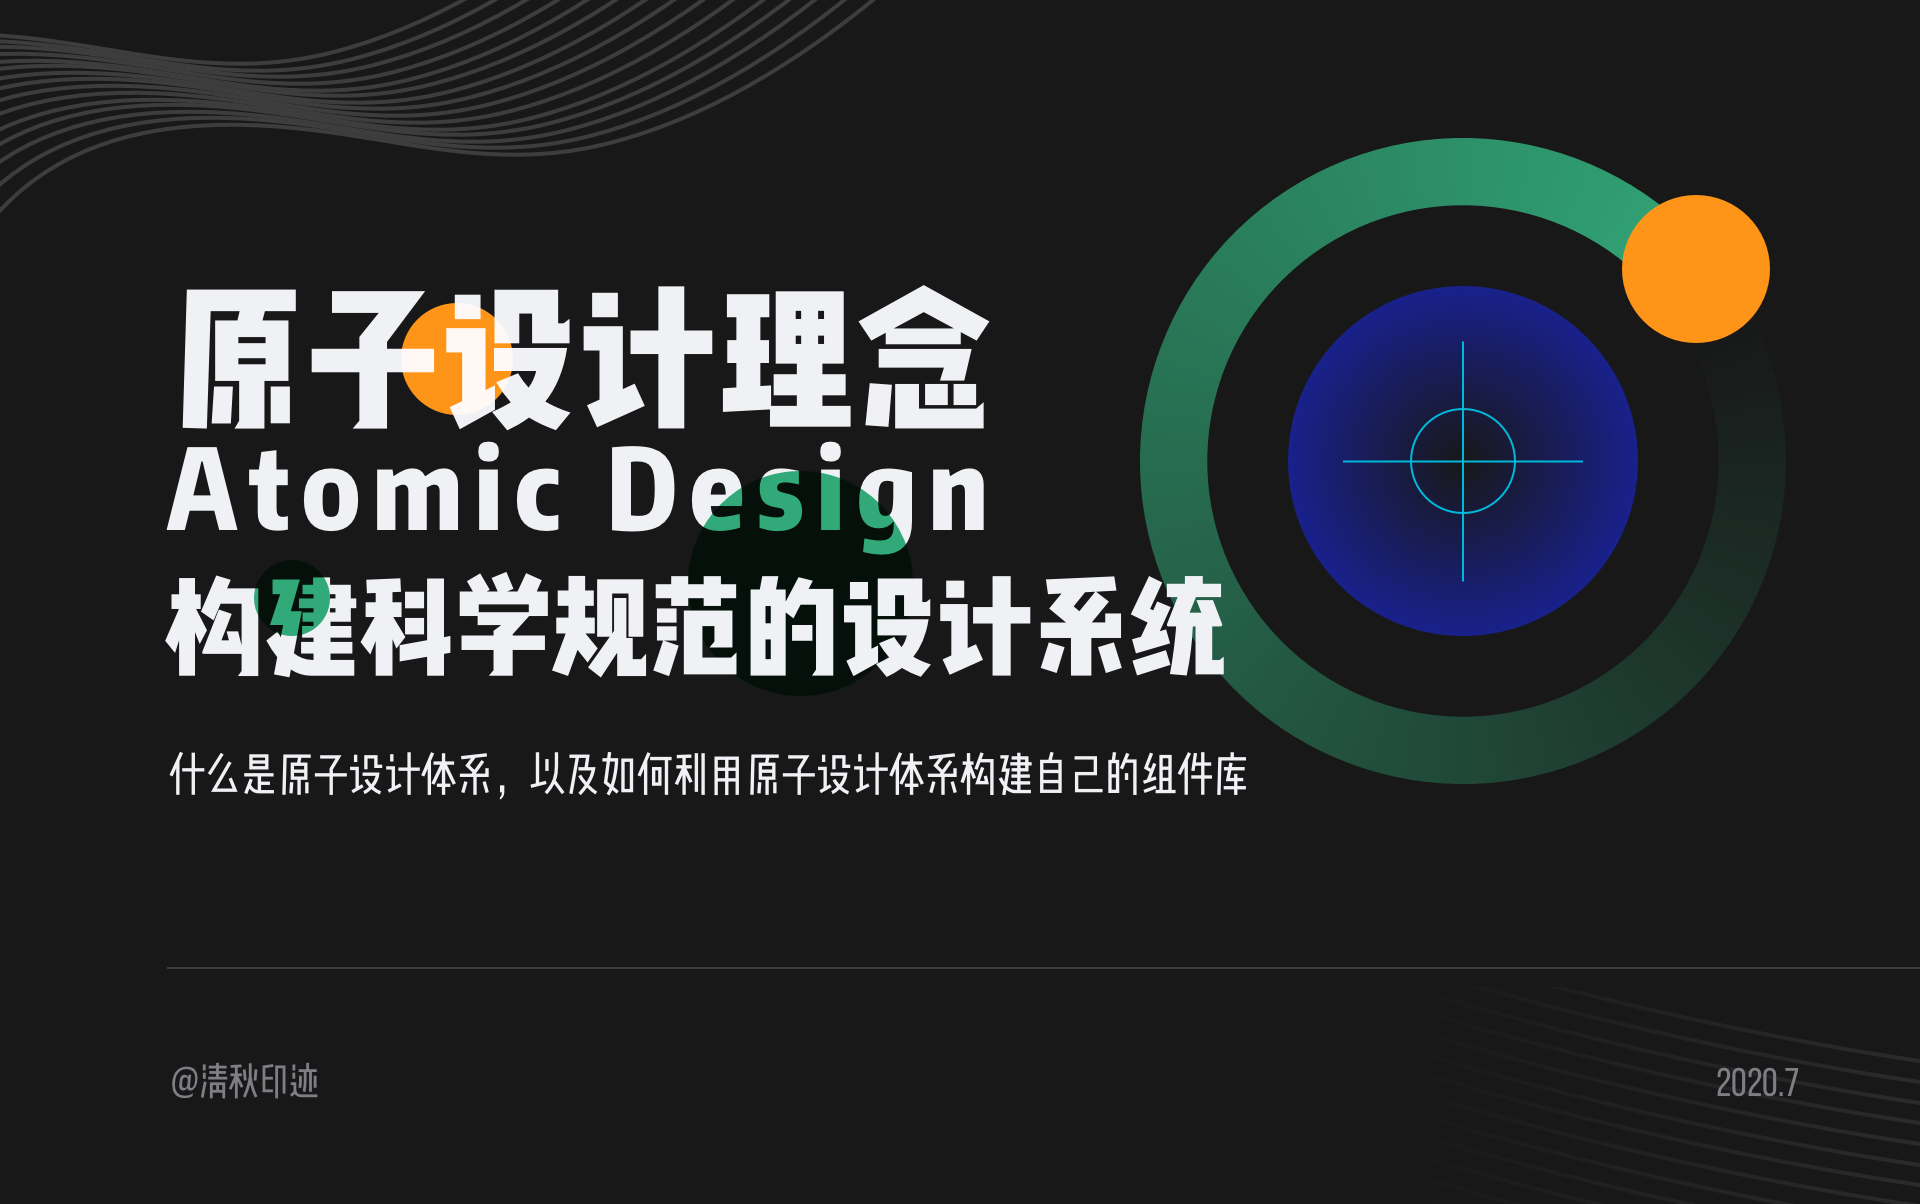 原子设计理念
Atomic Design
构建科学规范的设计系统
什么是原子设计体系，以及如何利用原子设计体系构建自己的组件库
@清秋印迹
2020.7